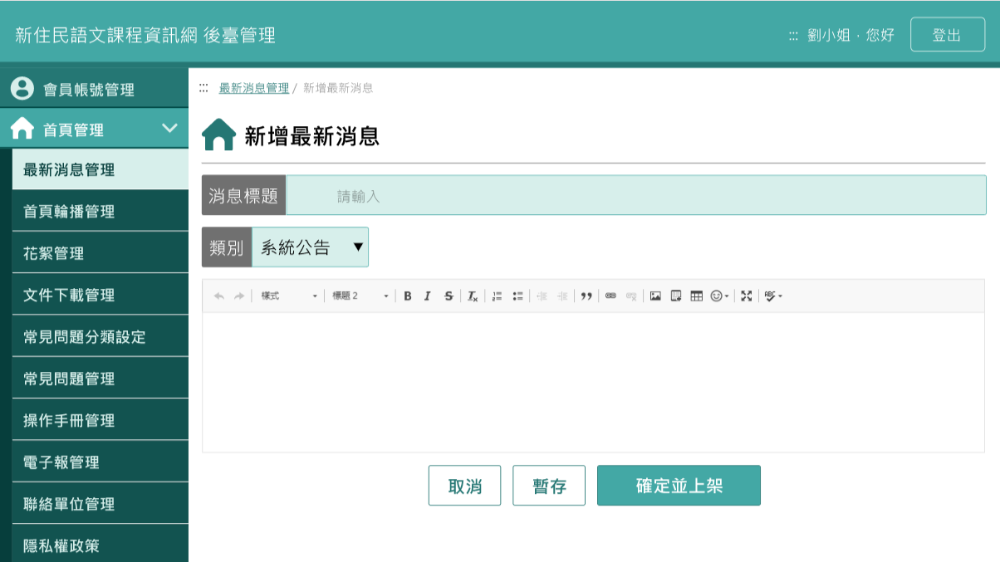 新住民語文課程資訊網 後臺管理
::: 劉小姐，您好
登出
會員帳號管理
首頁管理
最新消息管理
首頁輪播管理
花絮管理
文件下載管理
常見問題分類設定
常見問題管理
操作手冊管理
電子報管理
聯絡單位管理
隱私權政策
::: 最新消息管理 / 新增最新消息
新增最新消息
消息標題 請輸入
類別 系統公告
樣式 標題 2 B I S Tx ABC
取消 暫存 確定並上架